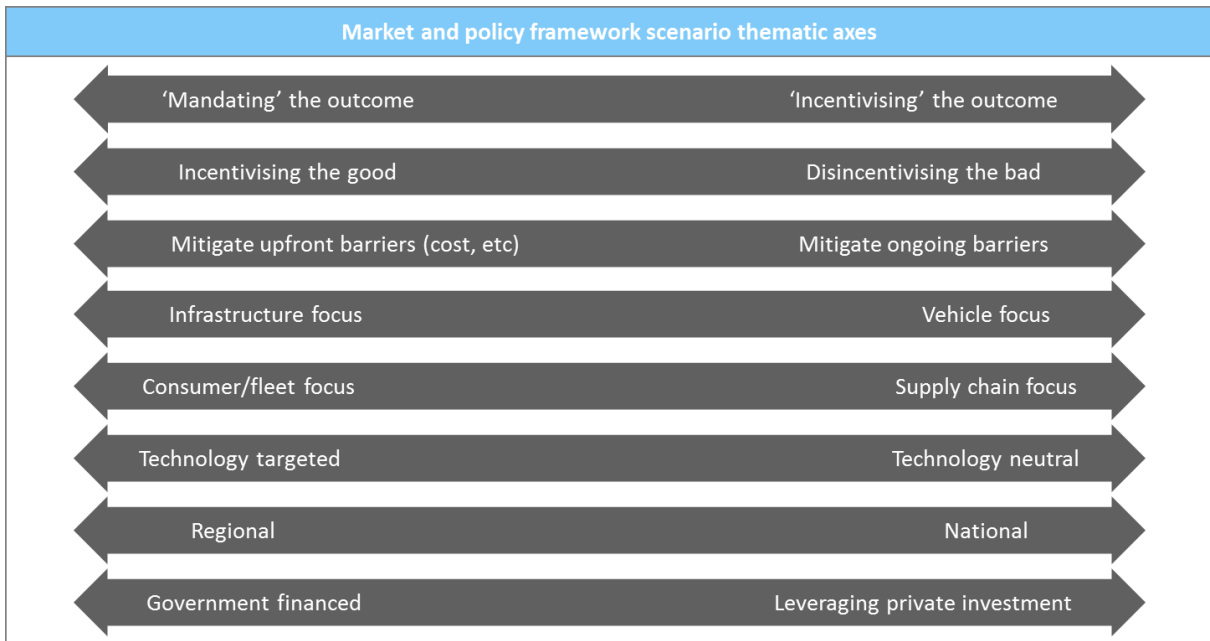 Market and policy framework scenario thematic axes
‘Mandating’ the outcome
‘Incentivising’ the outcome
Incentivising the good
Disincentivising the bad
Mitigate upfront barriers (cost, etc)
Mitigate ongoing barriers
Infrastructure focus
Vehicle focus
Consumer/fleet focus
Supply chain focus
Technology targeted
Technology neutral
Regional
National
Government financed
Leveraging private investment